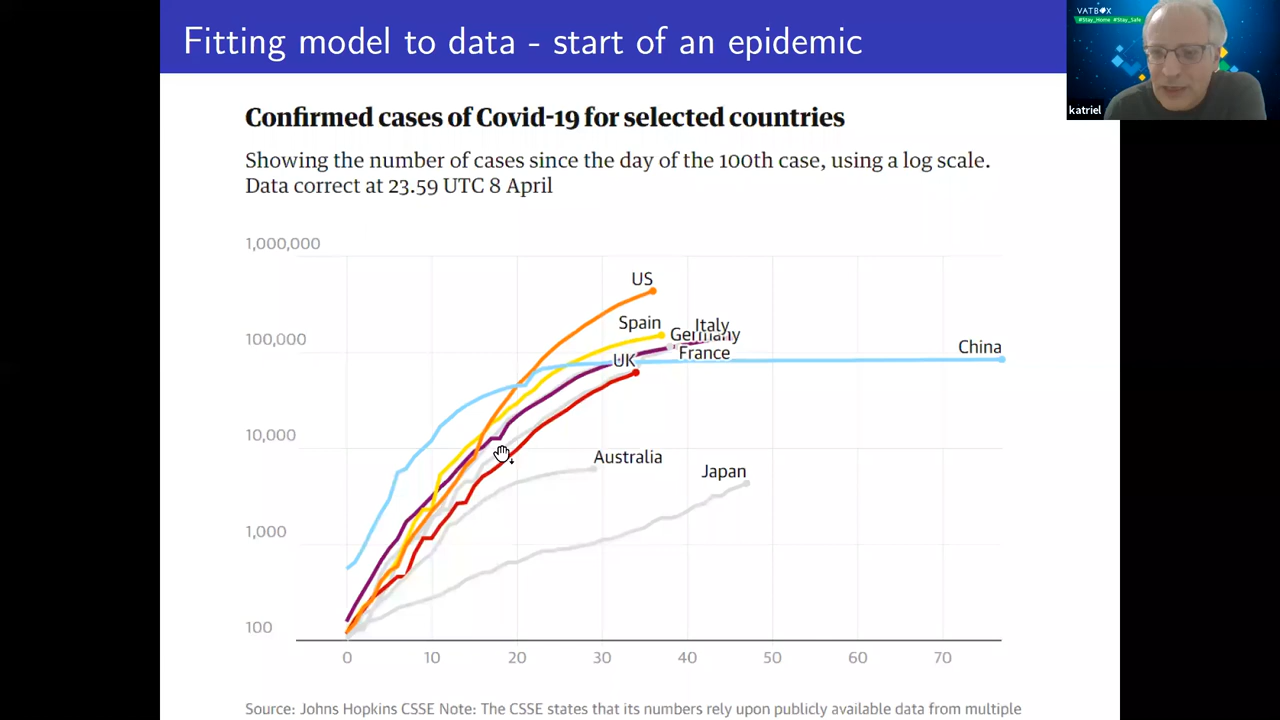 Fitting model to data - start of an epidemic
VATBOX
#Stay_Home #Stay_Safe
katriel
Confirmed cases of Covid-19 for selected countries
Showing the number of cases since the day of the 100th case, using a log scale.
Data correct at 23.59 UTC 8 April
1,000,000
US
Spain
Italy
Germany
100,000
France
UK
China
10,000
Australia
Japan
1,000
100
0 10 20 30 40 50 60 70
Source: Johns Hopkins CSSE Note: The CSSE states that its numbers rely upon publicly available data from multiple